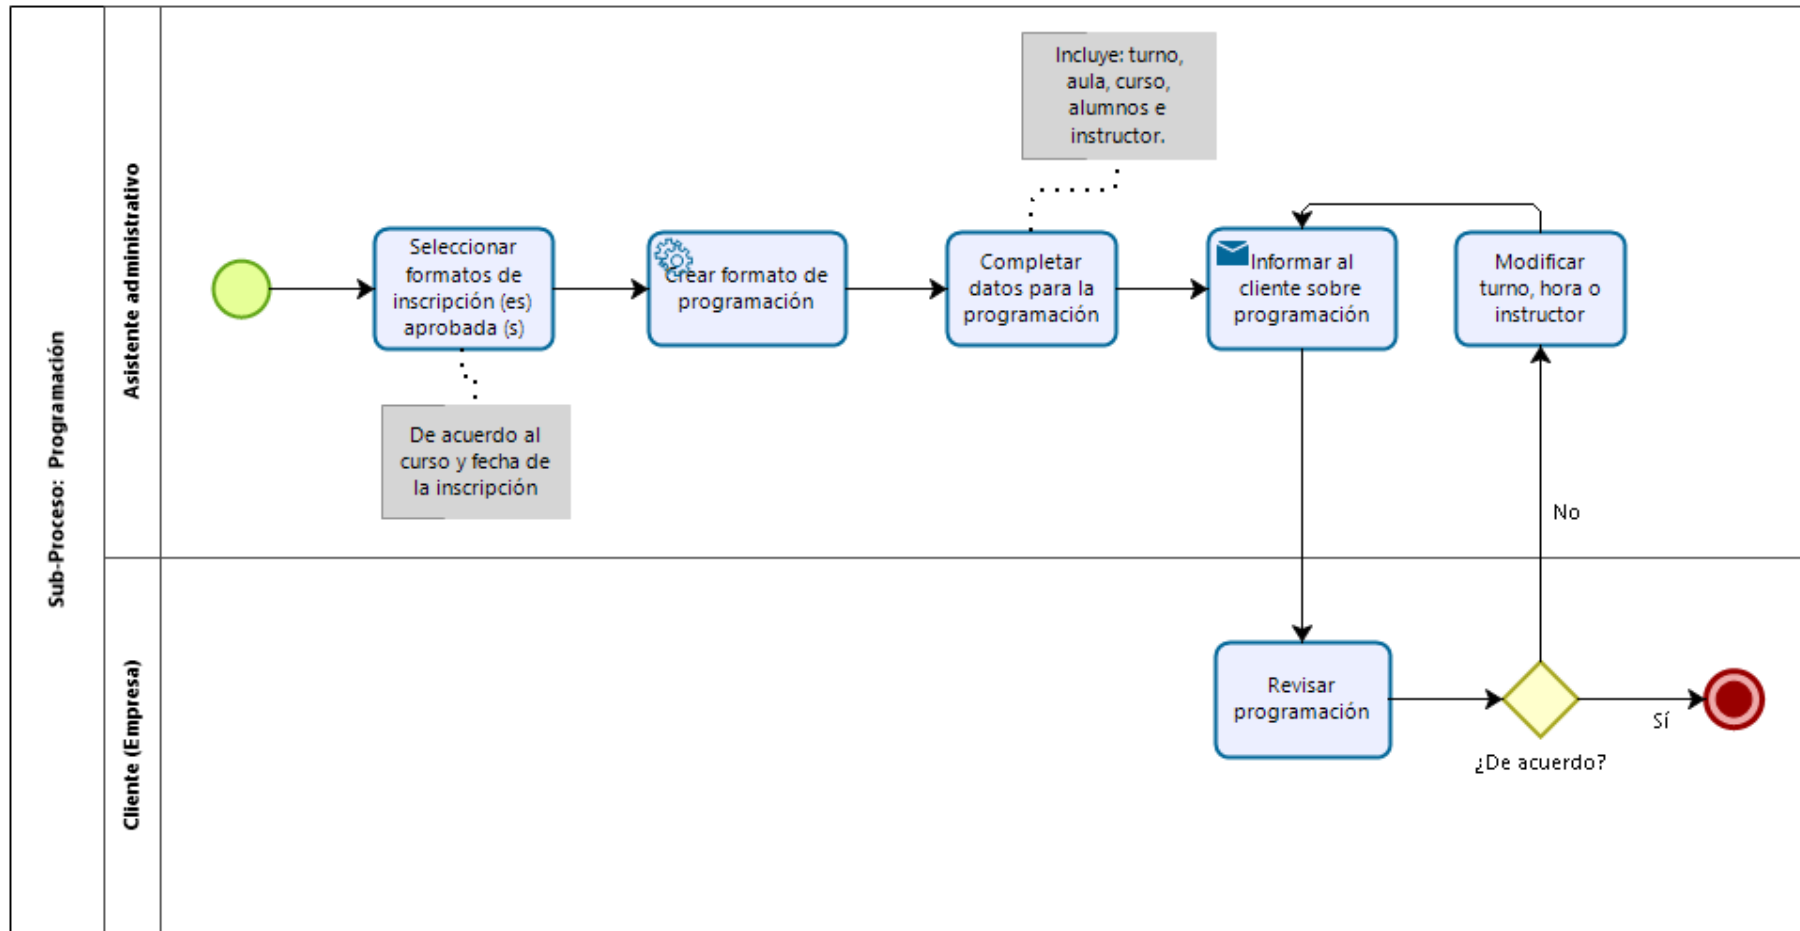 Sub-Proceso: Programación
Asistente administrativo
Incluye: turno,
aula, curso,
alumnos e
instructor.
Seleccionar
formatos de
inscripción (es)
aprobada (s)
Crear formato de
programación
Completar
datos para la
programación
Informar al
cliente sobre
programación
Modificar
turno, hora o
instructor
De acuerdo al
curso y fecha de
la inscripción
No
Cliente (Empresa)
Revisar
programación
¿De acuerdo?
Sí